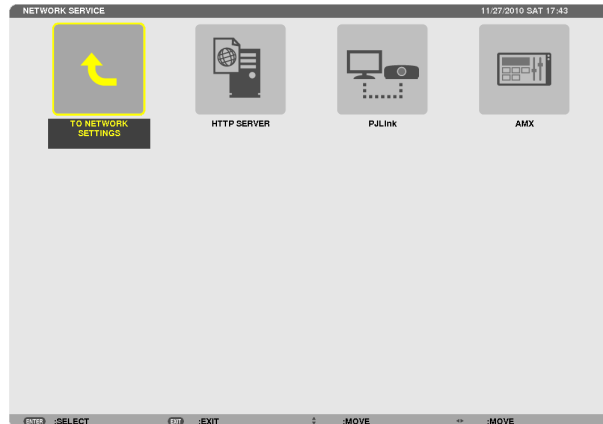 NETWORK SERVICE 11/27/2010 SAT 17:43
TO NETWORK
SETTINGS
HTTP SERVER
PJLink
AMX
ENTER :SELECT EXIT :EXIT :MOVE :MOVE